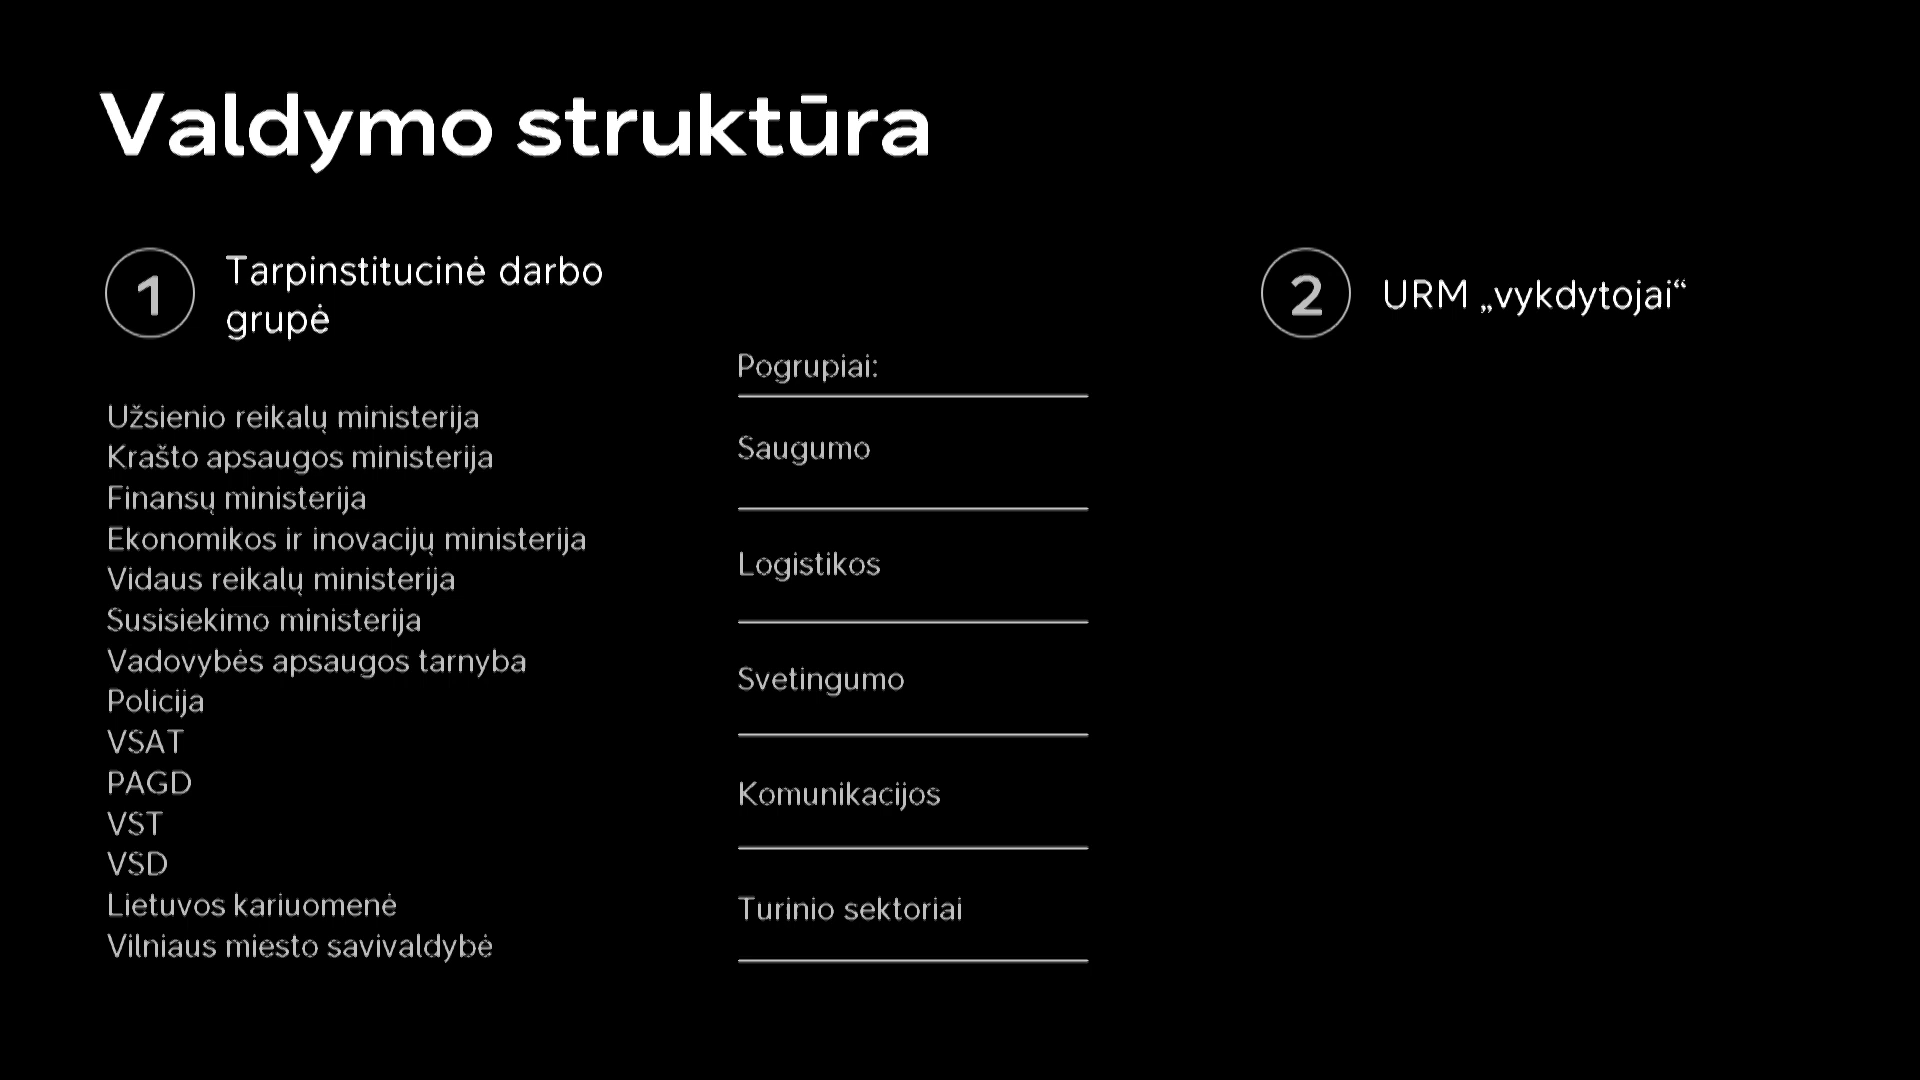 Valdymo struktūra
1
Tarpinstitucinė darbo
grupė
Užsienio reikalų ministerija
Krašto apsaugos ministerija
Finansų ministerija
Ekonomikos ir inovacijų ministerija
Vidaus reikalų ministerija
Susisiekimo ministerija
Vadovybės apsaugos tarnyba
Policija
VSAT
PAGD
VST
VSD
Lietuvos kariuomenė
Vilniaus miesto savivaldybė
Pogrupiai:
Saugumo
Logistikos
Svetingumo
Komunikacijos
Turinio sektoriai
2
URM „vykdytojai“